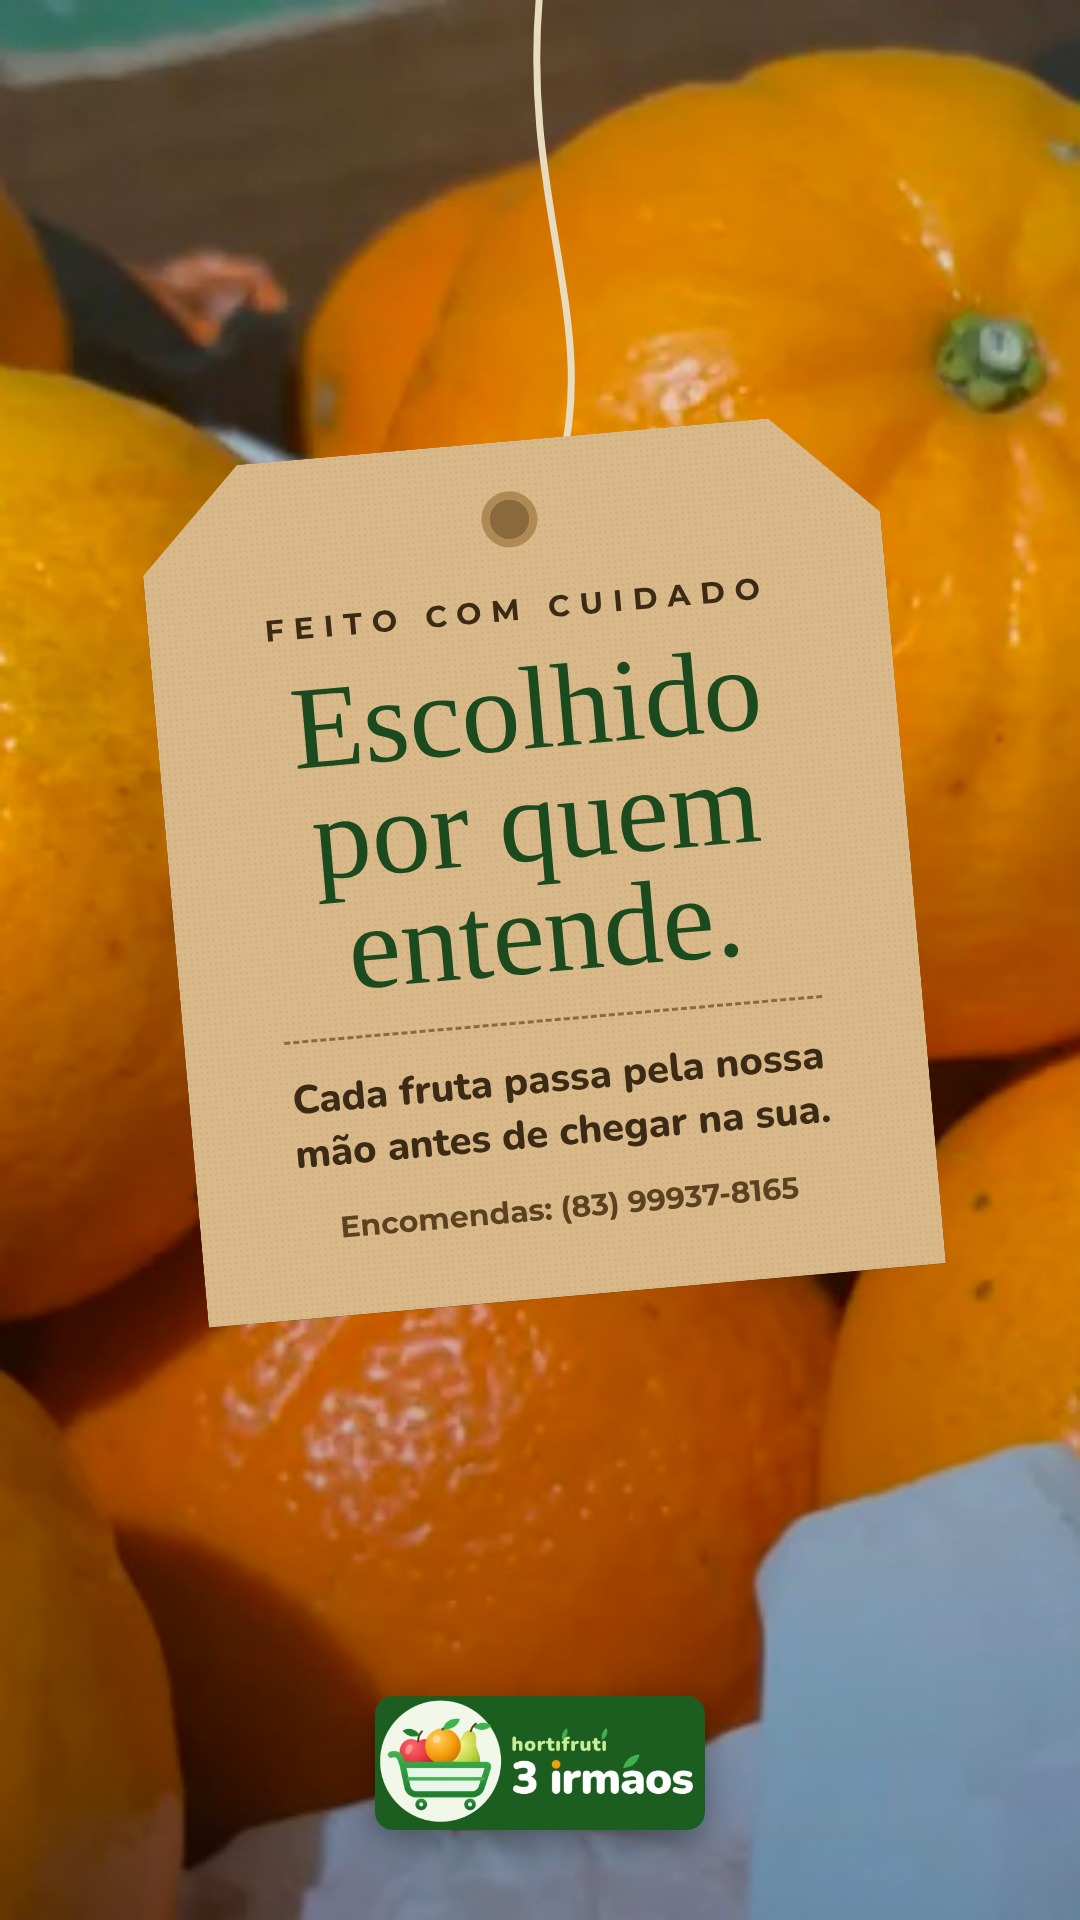 FEITO COM CUIDADO
Escolhido
por quem
entende.
Cada fruta passa pela nossa
mão antes de chegar na sua.
Encomendas: (83) 99937-8165
hortifruti
3 irmãos